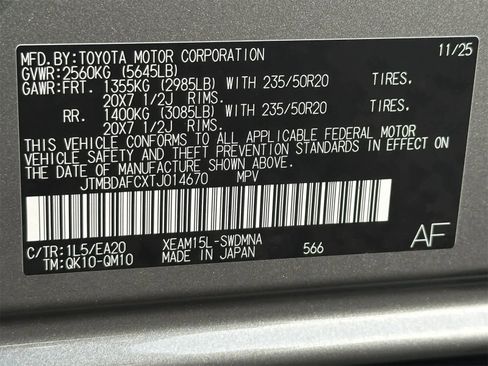 MFD.BY:TOYOTA MOTOR CORPORATION 11/25
GVWR:2560KG (5645LB)
GAWR:FRT. 1355KG (2985LB) WITH 235/50R20 TIRES.
20X7 1/2J RIMS.
RR. 1400KG (3085LB) WITH 235/50R20 TIRES.
20X7 1/2J RIMS.
THIS VEHICLE CONFORMS TO ALL APPLICABLE FEDERAL MOTOR
VEHICLE SAFETY AND THEFT PREVENTION STANDARDS IN EFFECT ON
THE DATE OF MANUFACTURE SHOWN ABOVE.
JTMBDAFCXTJ014670 MPV
C/TR:1L5/EA20 XEAM15L-SWDMNA
TM:QK10-QM10 MADE IN JAPAN 566 AF